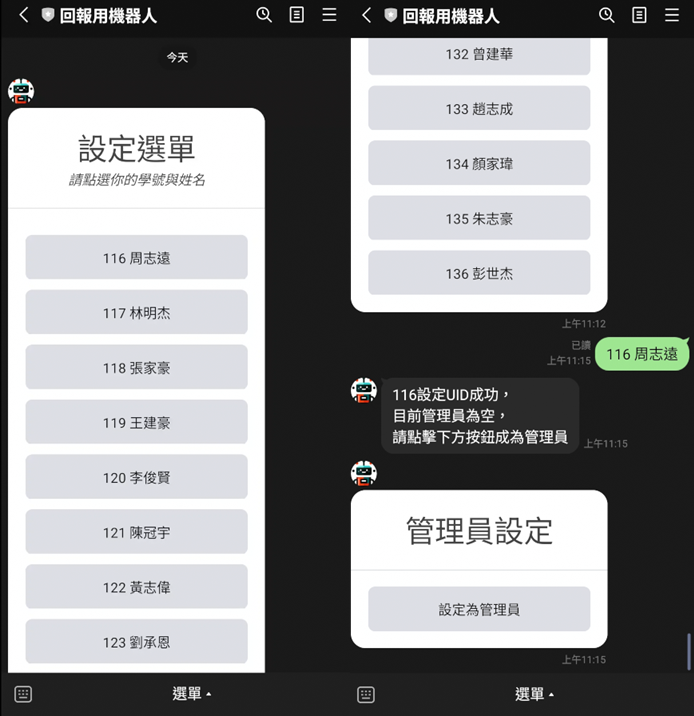 回報用機器人
今天
設定選單
請點選你的學號與姓名
116 周志遠
117 林明杰
118 張家豪
119 王建豪
120 李俊賢
121 陳冠宇
122 黃志偉
123 劉承恩
選單
回報用機器人
132 曾建華
133 趙志成
134 顏家瑋
135 朱志豪
136 彭世杰
上午11:12
已讀
上午11:15
116 周志遠
116設定UID成功，
目前管理員為空，
請點擊下方按鈕成為管理員
上午11:15
管理員設定
設定為管理員
上午11:15
選單